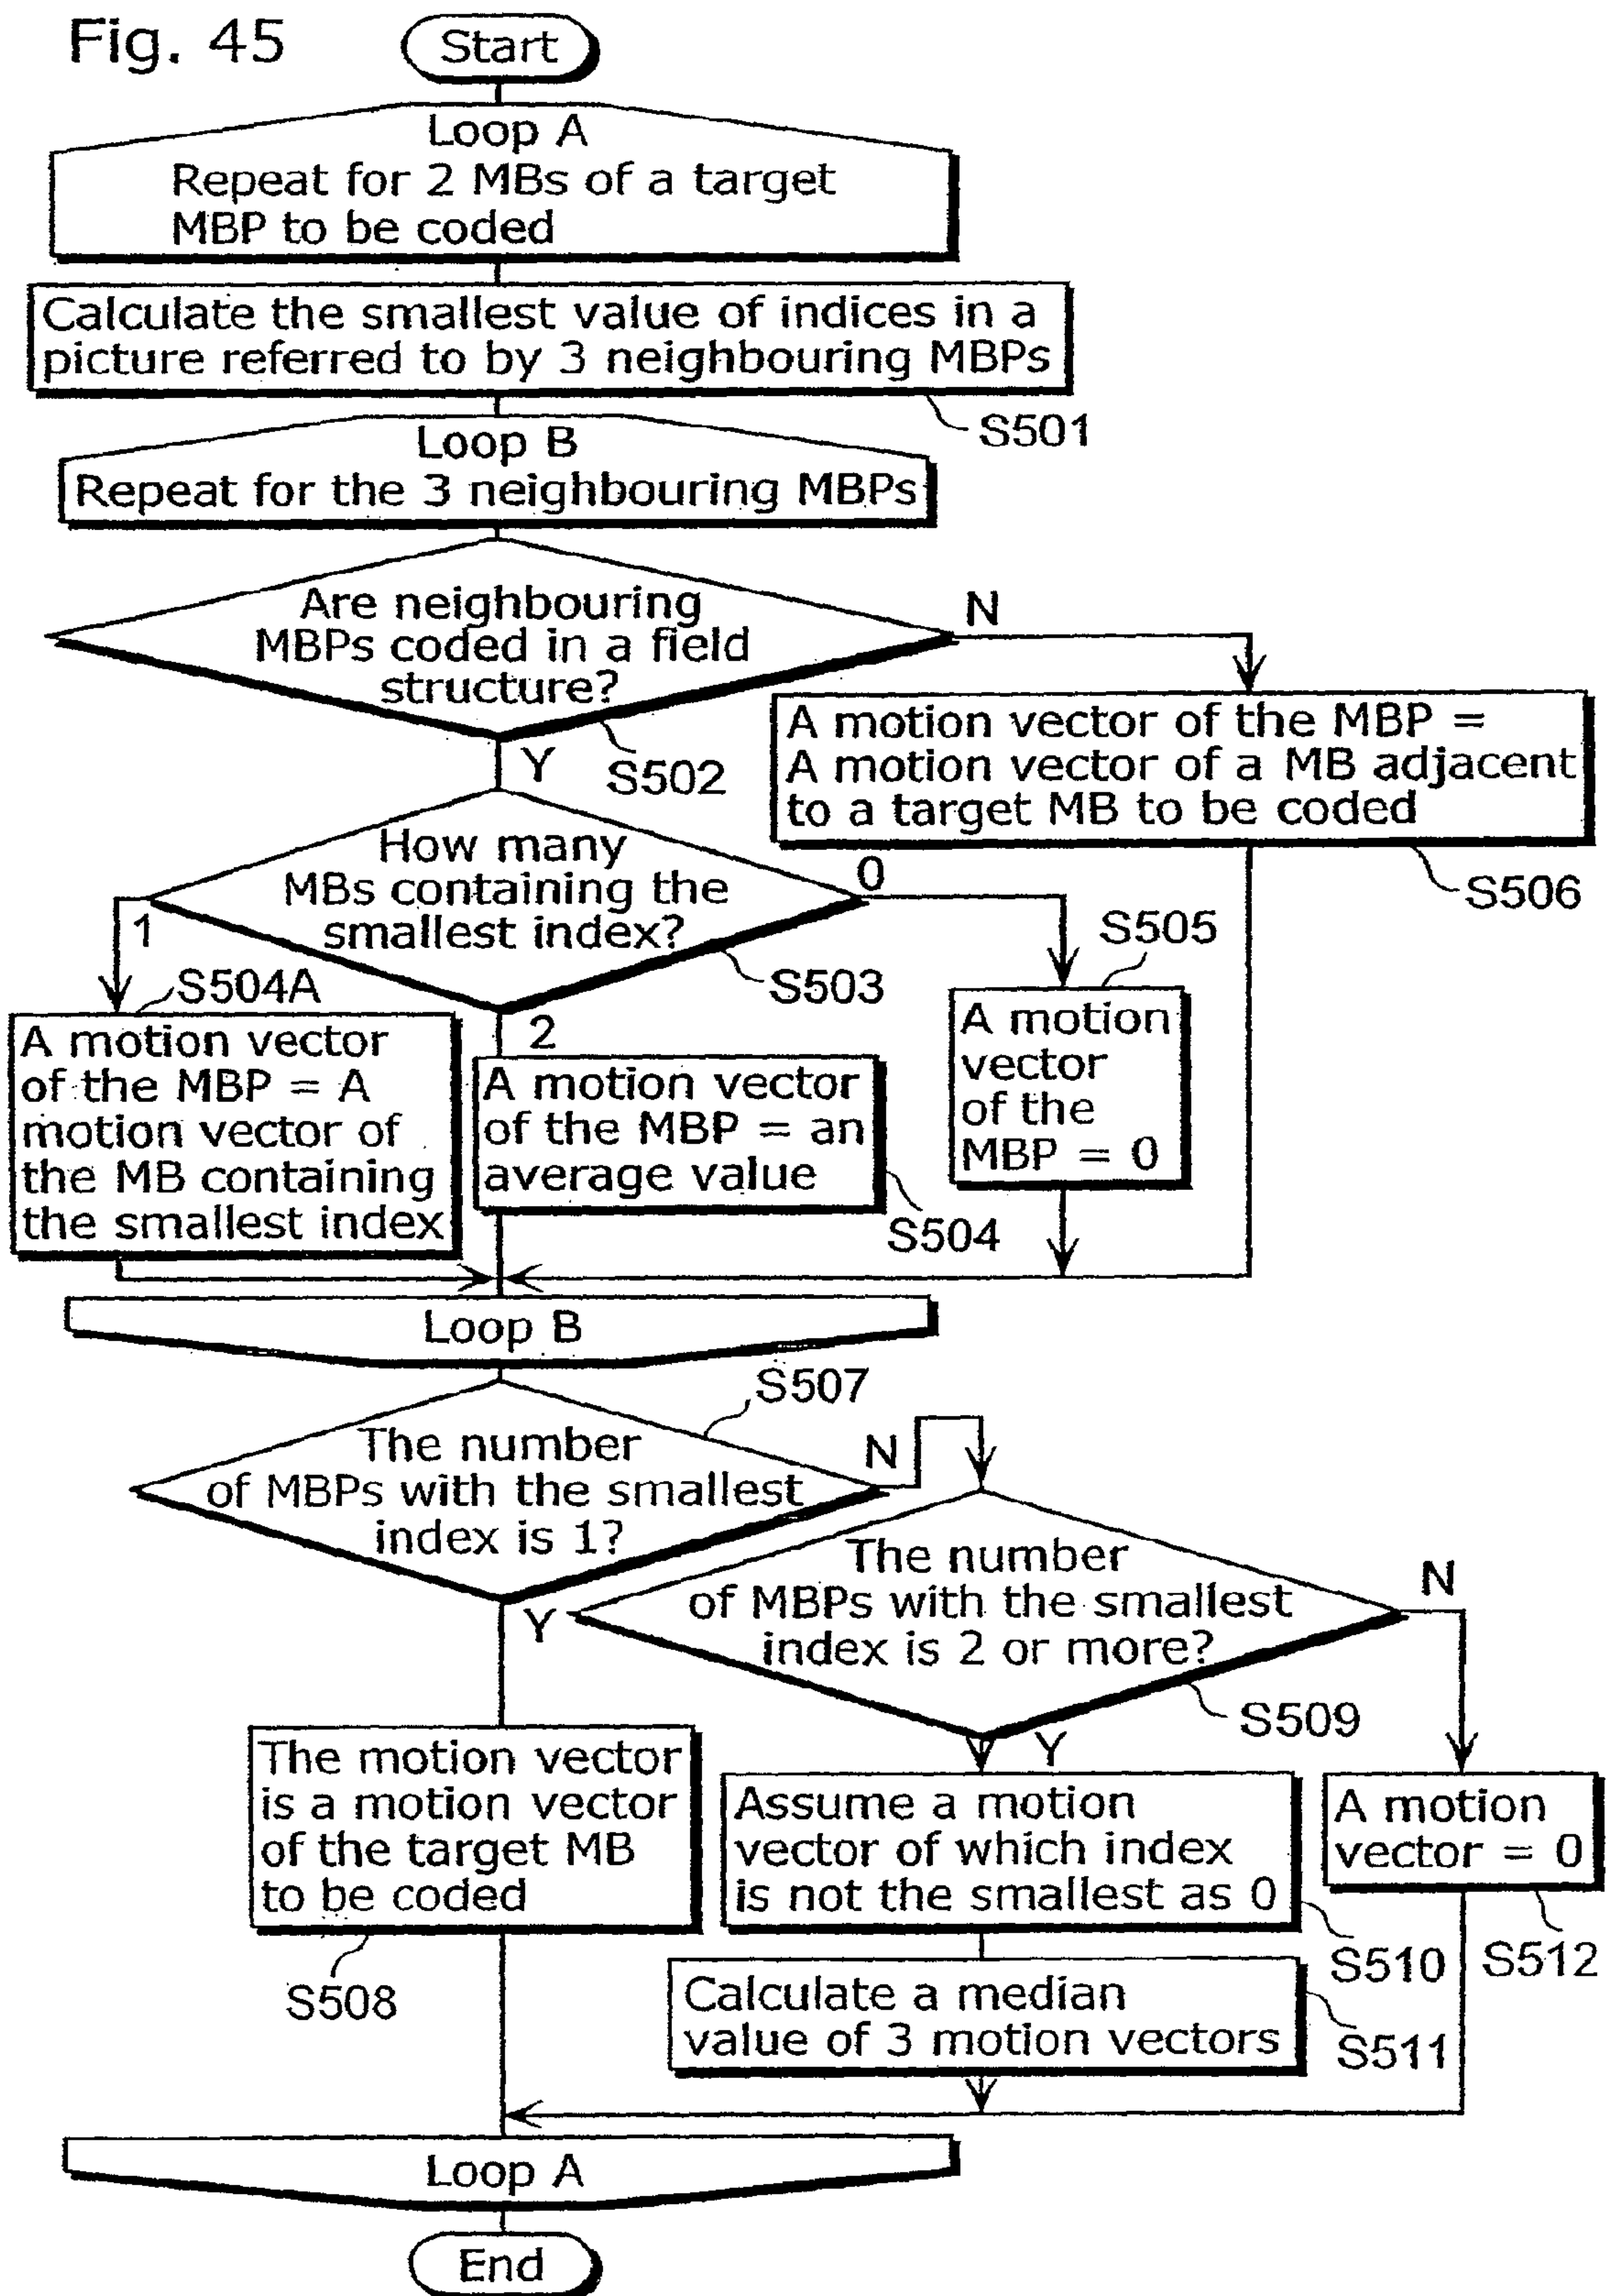 Fig. 45
Start
Loop A
Repeat for 2 MBs of a target
MBP to be coded
Calculate the smallest value of indices in a
picture referred to by 3 neighbouring MBPs
S501
Loop B
Repeat for the 3 neighbouring MBPs
Are neighbouring
MBPs coded in a field
structure?
N
Y
S502
A motion vector of the MBP =
A motion vector of a MB adjacent
to a target MB to be coded
S506
How many
MBs containing the
smallest index?
0
1
2
S503
S505
S504A
A motion vector
of the MBP = A
motion vector of
the MB containing
the smallest index
A motion vector
of the MBP = an
average value
S504
A motion
vector
of the
MBP = 0
Loop B
S507
The number
of MBPs with the smallest
index is 1?
N
Y
The number
of MBPs with the smallest
index is 2 or more?
N
S509
Y
The motion vector
is a motion vector
of the target MB
to be coded
S508
Assume a motion
vector of which index
is not the smallest as 0
S510
A motion
vector = 0
S512
Calculate a median
value of 3 motion vectors
S511
Loop A
End